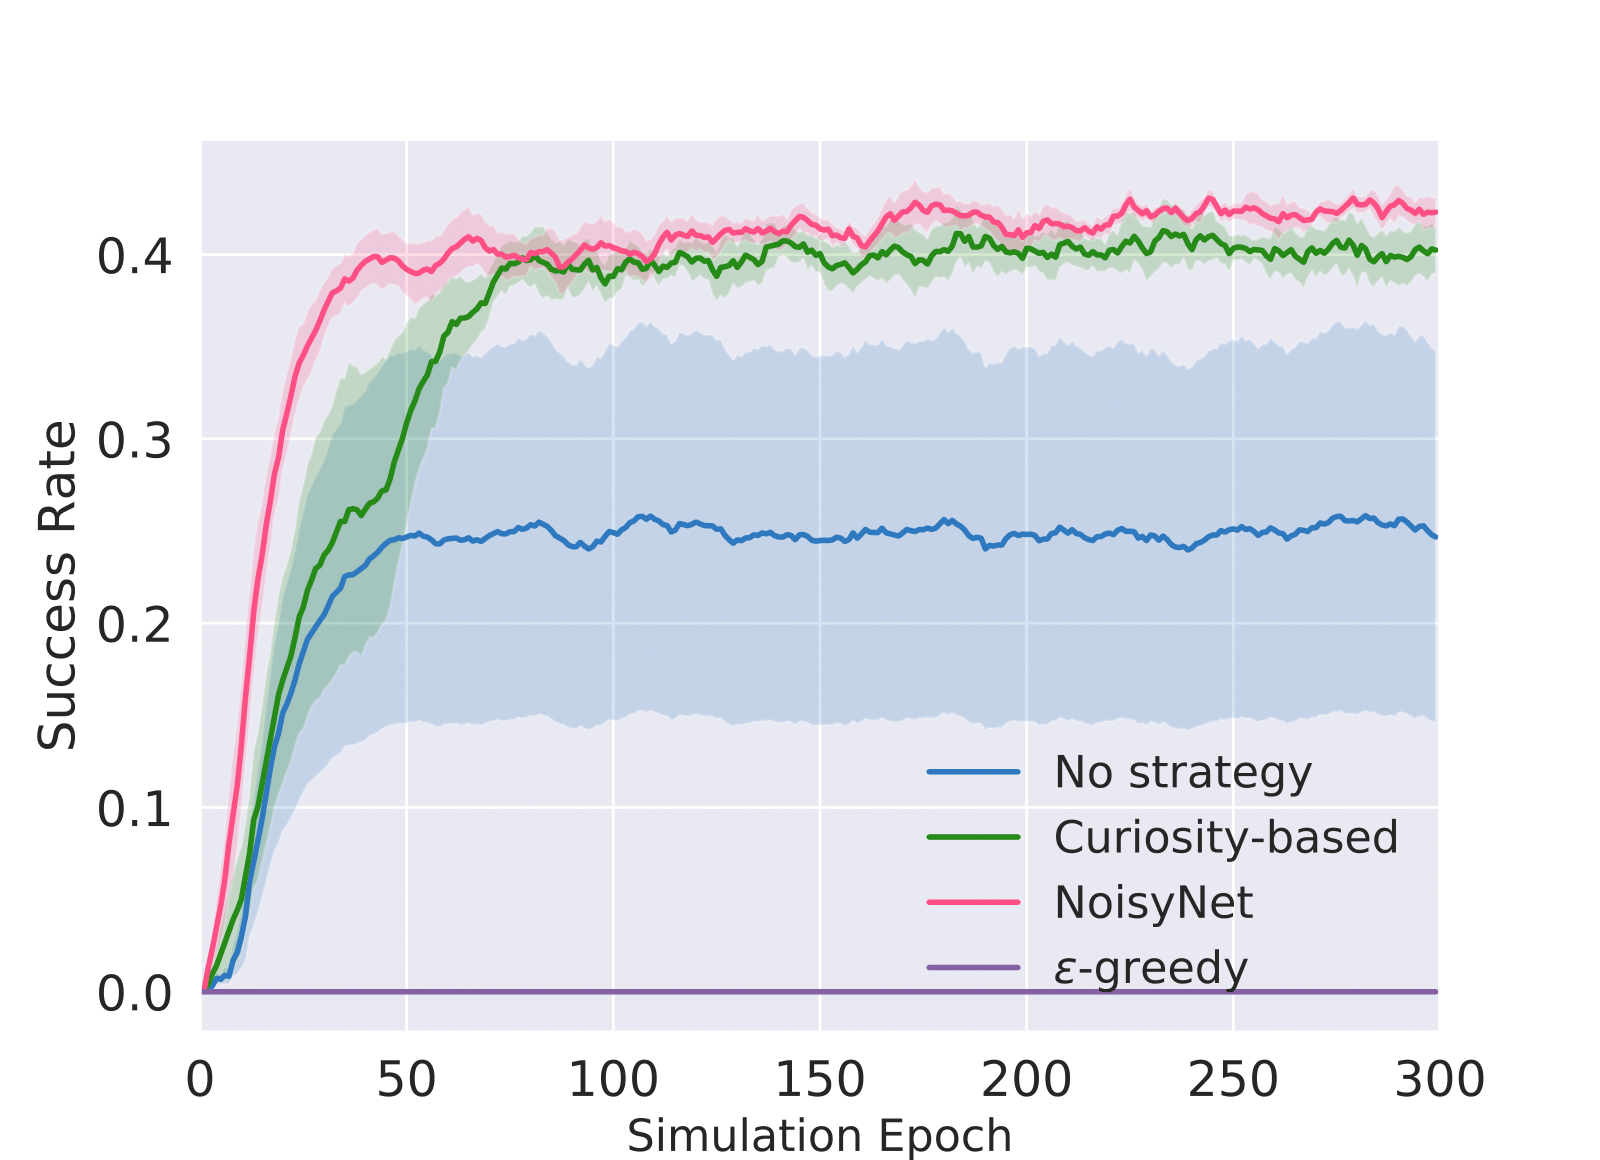 Success Rate
0.4
0.3
0.2
0.1
0.0
No strategy
Curiosity-based
NoisyNet
ε-greedy
0 50 100 150 200 250 300
Simulation Epoch